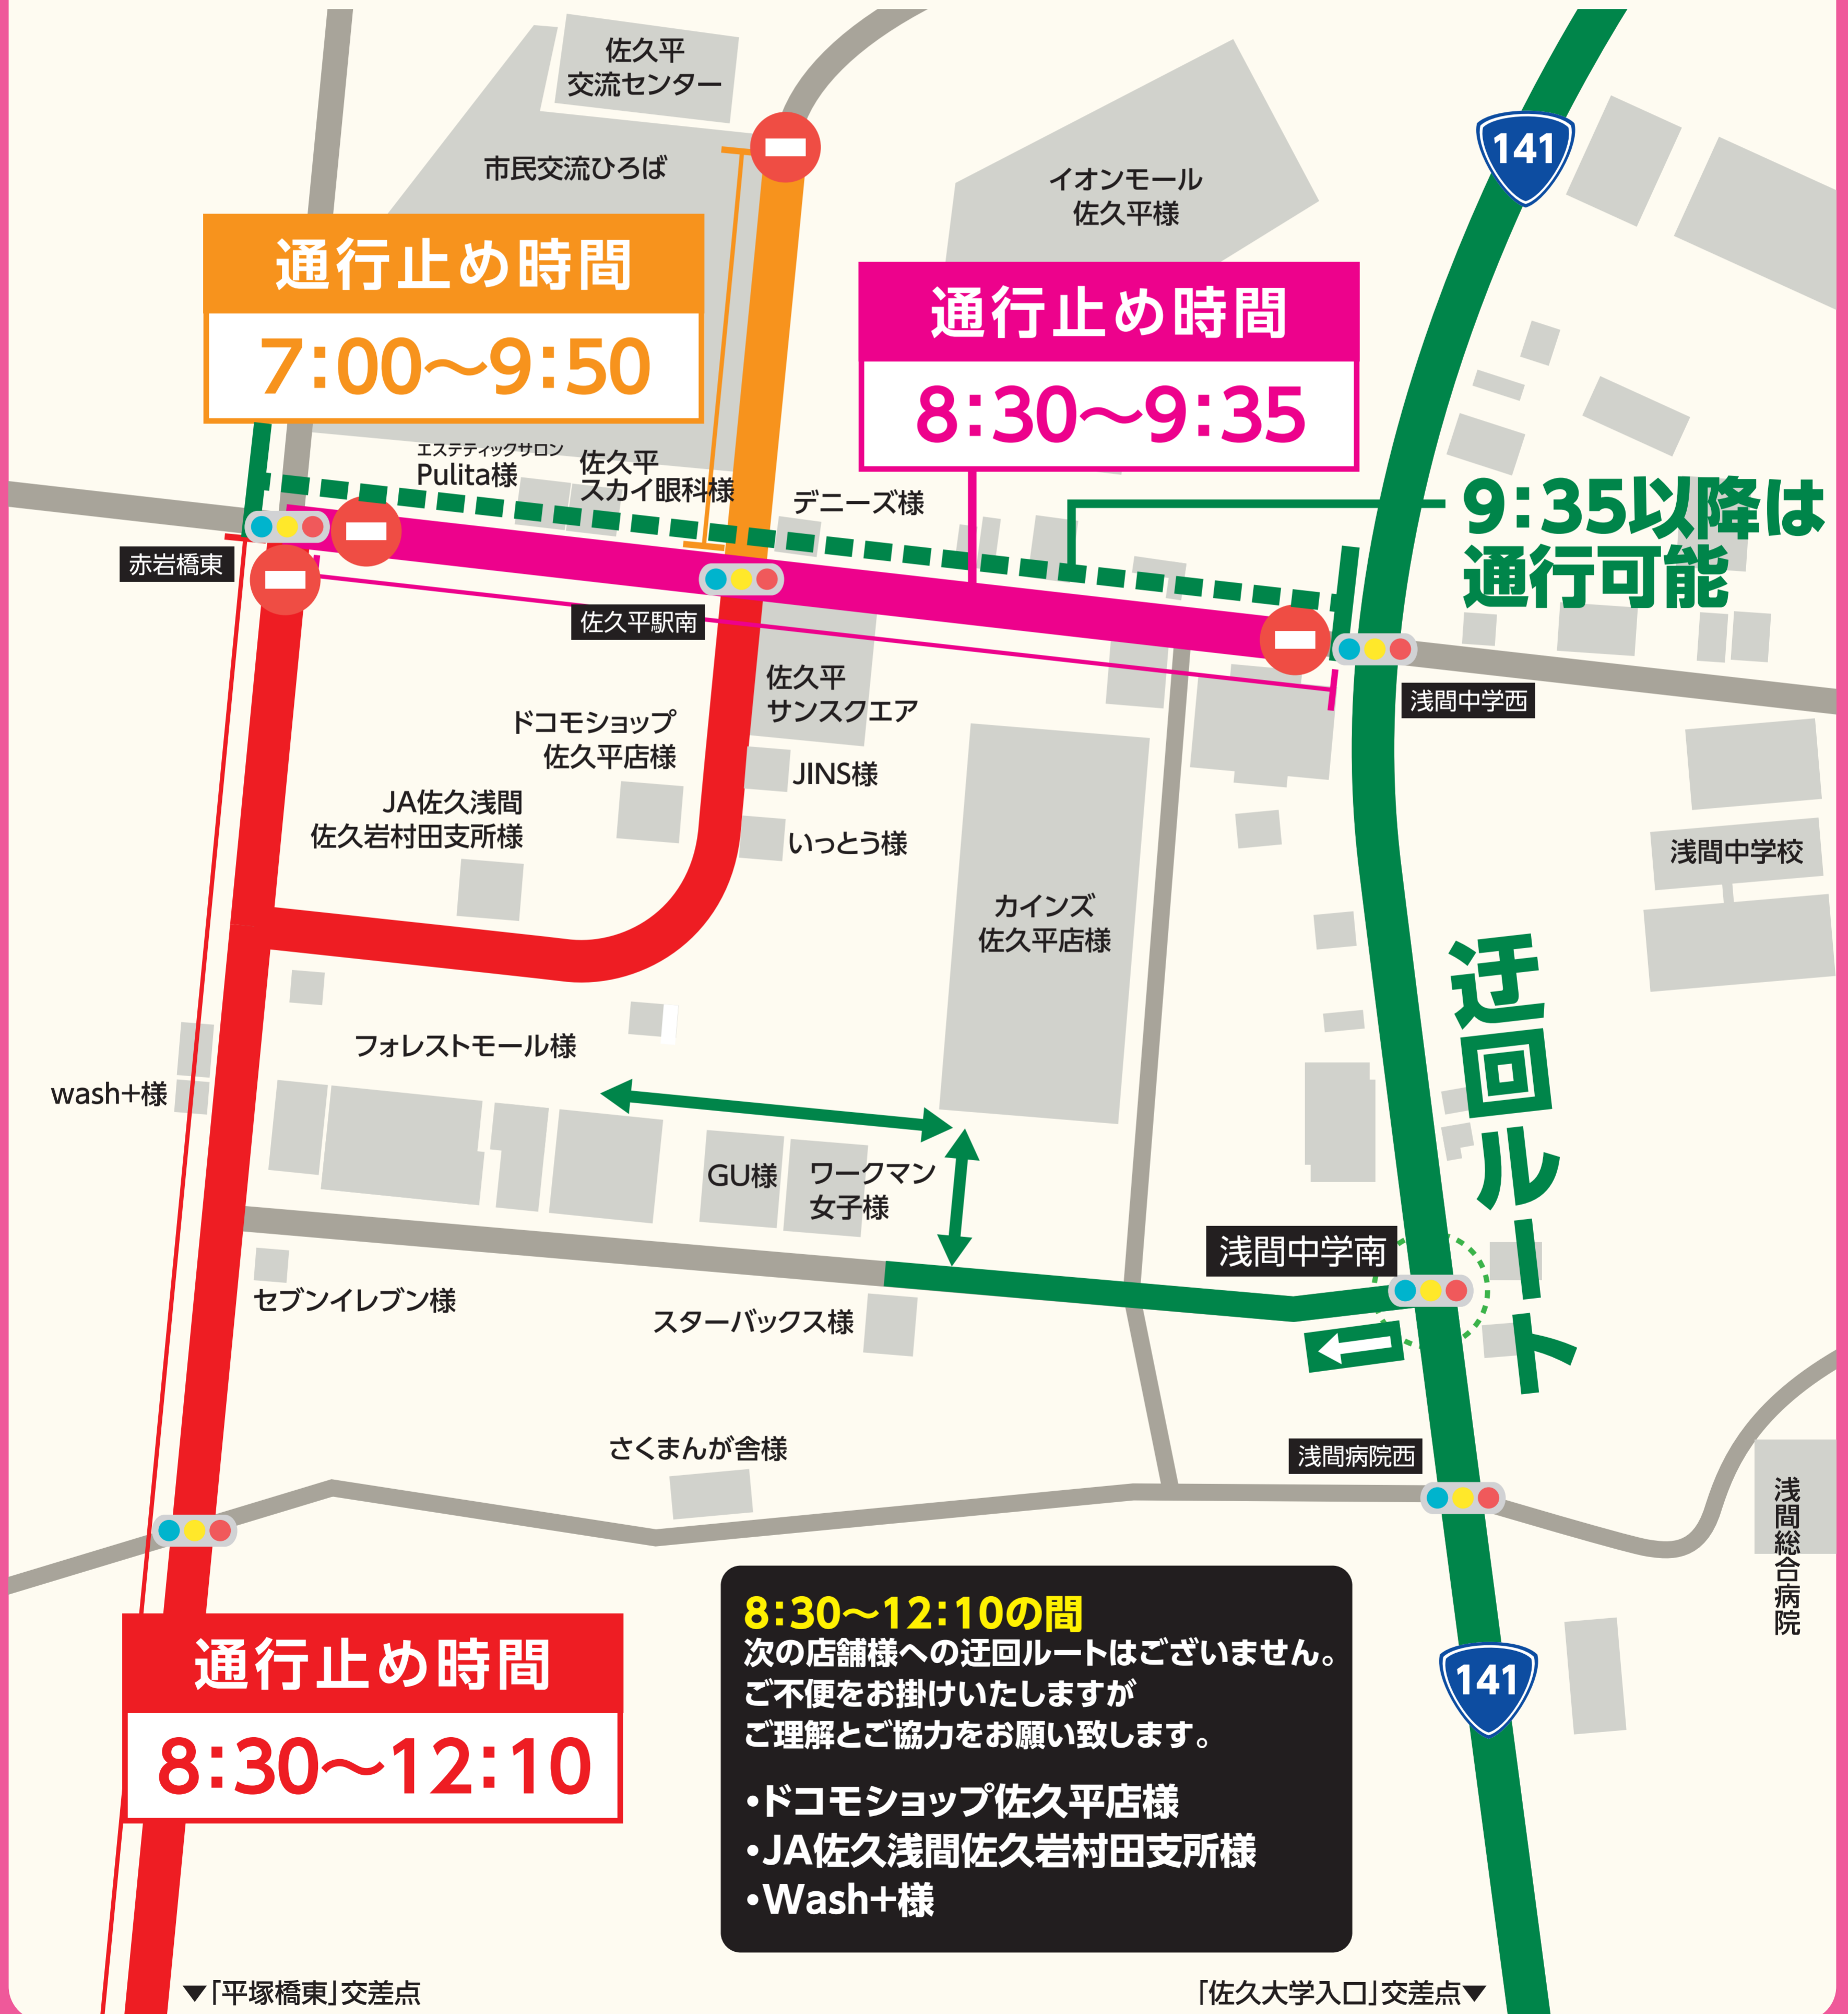 佐久平
交流センター
市民交流ひろば
イオンモール
佐久平様
141
通行止め時間
7:00～9:50
通行止め時間
8:30～9:35
エステティックサロン
Pulita様
佐久平
スカイ眼科様
デニーズ様
9:35以降は
通行可能
赤岩橋東
佐久平駅南
浅間中学西
佐久平
サンスクエア
ドコモショップ
佐久平店様
JINS様
JA佐久浅間
佐久岩村田支所様
いっとう様
浅間中学校
カインズ
佐久平店様
迂回ルート
フォレストモール様
wash+様
GU様
ワークマン
女子様
浅間中学南
セブンイレブン様
スターバックス様
さくまんが舎様
浅間病院西
浅間総合病院
通行止め時間
8:30～12:10
8:30～12:10の間
次の店舗様への迂回ルートはございません。
ご不便をお掛けいたしますが
ご理解とご協力をお願い致します。
•ドコモショップ佐久平店様
•JA佐久浅間佐久岩村田支所様
•Wash+様
141
▼「平塚橋東」交差点
「佐久大学入口」交差点▼